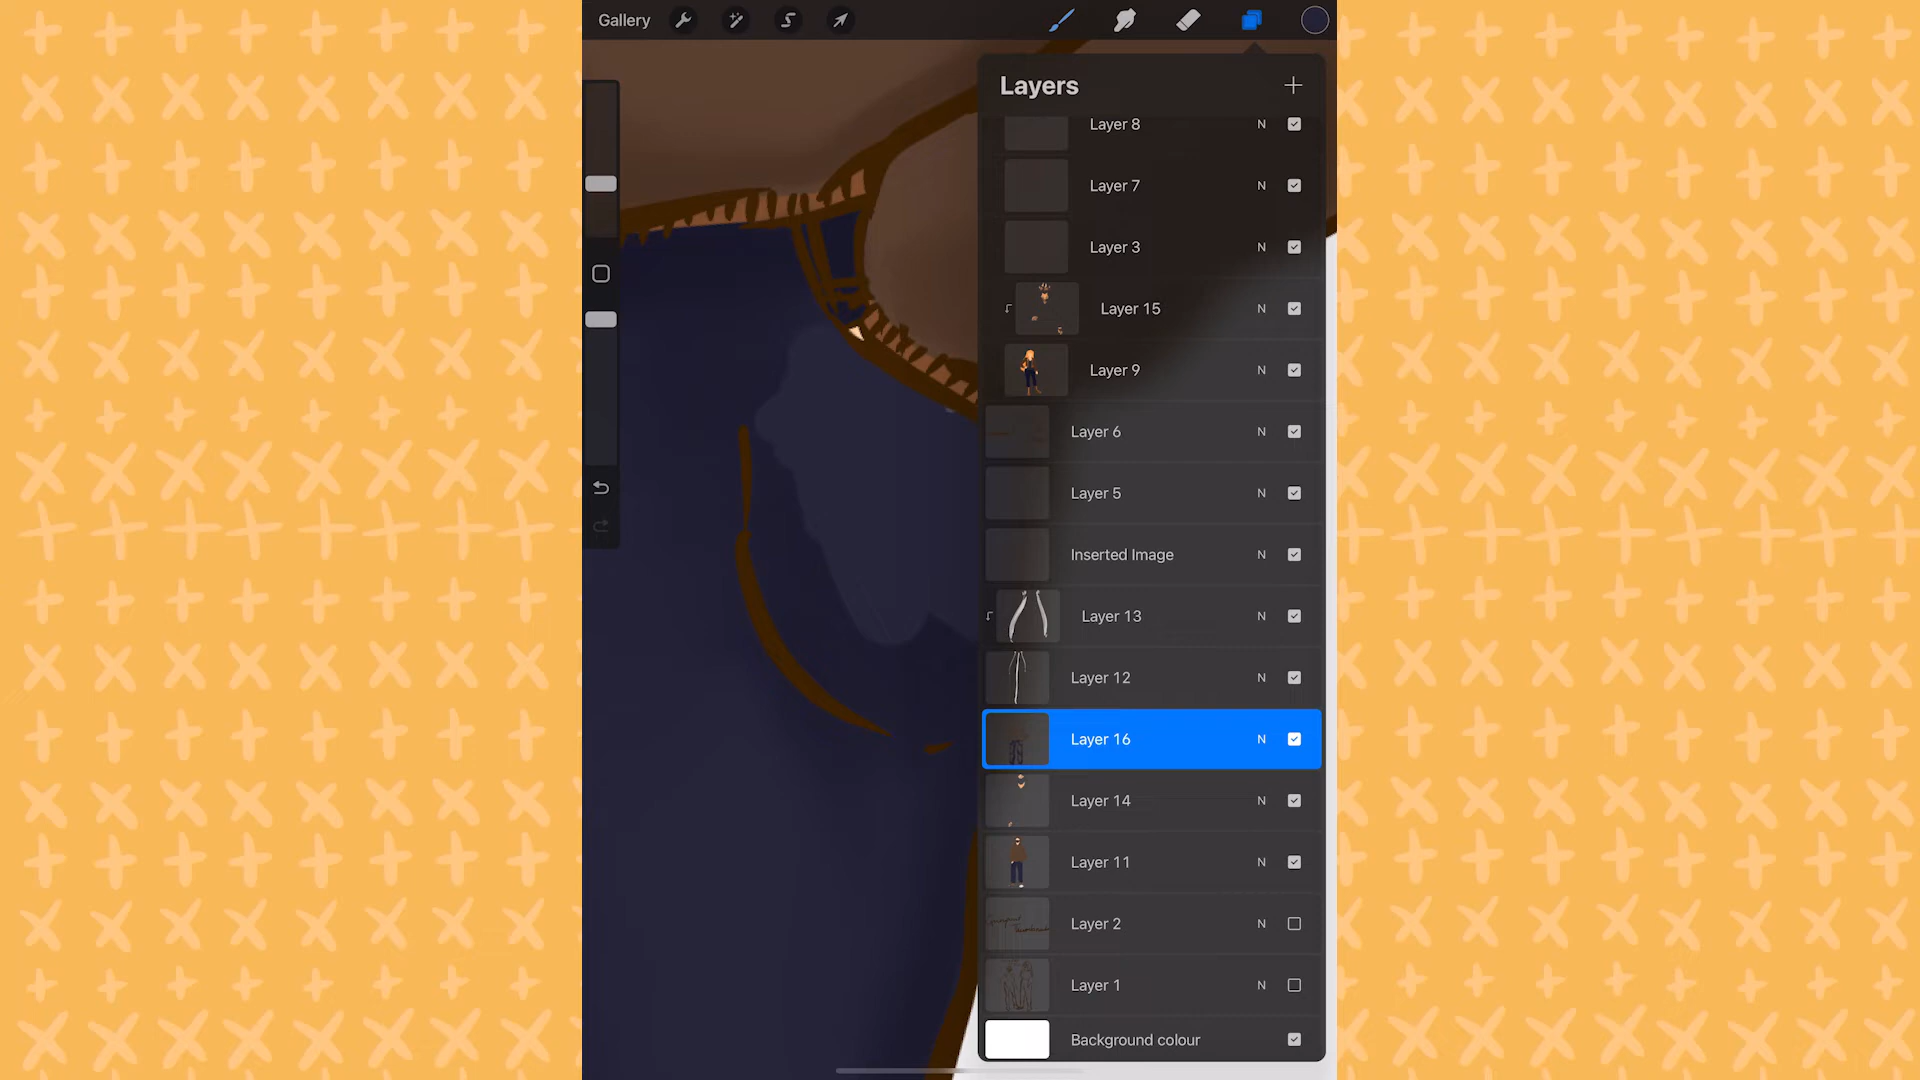 Gallery
Layers
Layer 8 N
Layer 7 N
Layer 3 N
Layer 15 N
Layer 9 N
Layer 6 N
Layer 5 N
Inserted Image N
Layer 13 N
Layer 12 N
Layer 16 N
Layer 14 N
Layer 11 N
Layer 2 N
Layer 1 N
Background colour